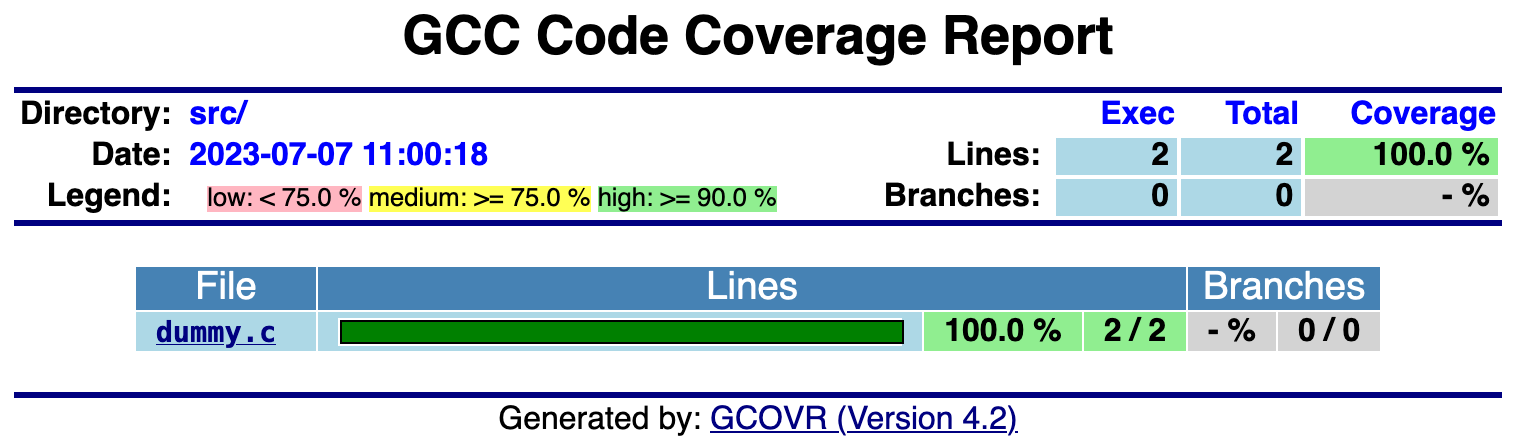 GCC Code Coverage Report
Directory: src/ Exec Total Coverage
Date: 2023-07-07 11:00:18 Lines: 2 2 100.0 %
Legend: low: < 75.0 % medium: >= 75.0 % high: >= 90.0 % Branches: 0 0 - %
File Lines Branches
dummy.c 100.0 % 2 / 2 - % 0 / 0
Generated by: GCOVR (Version 4.2)